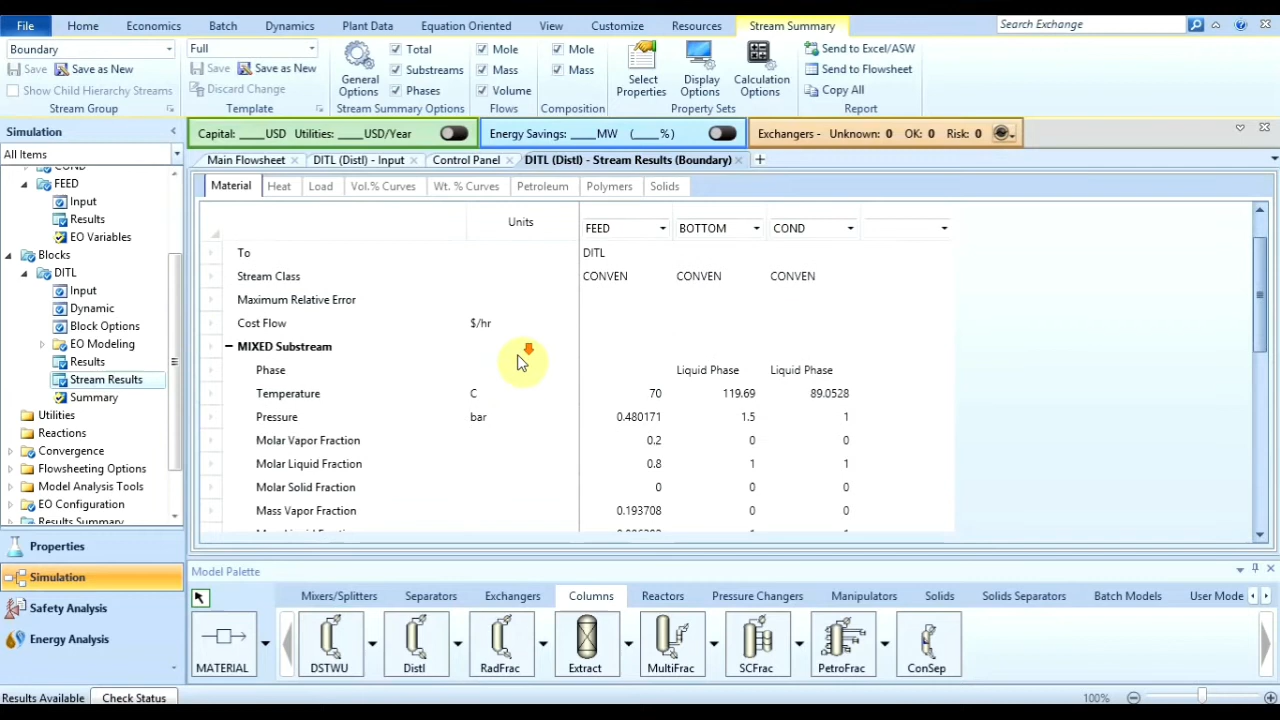 File Home Economics Batch Dynamics Plant Data Equation Oriented View Customize Resources Stream Summary Search Exchange
Boundary Full Total Mole Mole Send to Excel/ASW
Save Save as New Save Save as New Substreams Mass Mass Send to Flowsheet
Show Child Hierarchy Streams Discard Change General Options Phases Volume Select Properties Display Options Calculation Options Copy All
Stream Group Template Stream Summary Options Flows Composition Property Sets Report
Simulation Capital: ____USD Utilities: ____USD/Year Energy Savings: ____MW (____%) Exchangers - Unknown: 0 OK: 0 Risk: 0
All Items Main Flowsheet DITL (Distl) - Input Control Panel DITL (Distl) - Stream Results (Boundary)
COND
FEED
Input
Results
EO Variables
Blocks
DITL
Input
Dynamic
Block Options
EO Modeling
Results
Stream Results
Summary
Utilities
Reactions
Convergence
Flowsheeting Options
Model Analysis Tools
EO Configuration
Results Summary
Properties
Simulation
Safety Analysis
Energy Analysis
Material Heat Load Vol.% Curves Wt. % Curves Petroleum Polymers Solids
Units FEED BOTTOM COND
To DITL
Stream Class CONVEN CONVEN CONVEN
Maximum Relative Error
Cost Flow $/hr
MIXED Substream
Phase Liquid Phase Liquid Phase
Temperature C 70 119.69 89.0528
Pressure bar 0.480171 1.5 1
Molar Vapor Fraction 0.2 0 0
Molar Liquid Fraction 0.8 1 1
Molar Solid Fraction 0 0 0
Mass Vapor Fraction 0.193708 0 0
Model Palette
Mixers/Splitters Separators Exchangers Columns Reactors Pressure Changers Manipulators Solids Solids Separators Batch Models User Mode
MATERIAL DSTWU Distl RadFrac Extract MultiFrac SCFrac PetroFrac ConSep
Results Available Check Status 100%